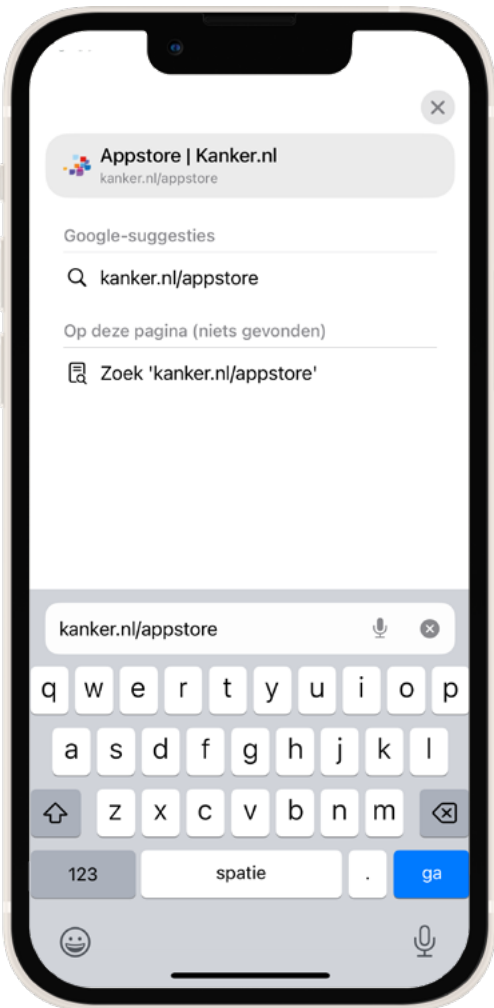 Appstore | Kanker.nl
kanker.nl/appstore
Google-suggesties
kanker.nl/appstore
Op deze pagina (niets gevonden)
Zoek 'kanker.nl/appstore'
kanker.nl/appstore
q w e r t y u i o p
a s d f g h j k l
z x c v b n m
123 spatie . ga